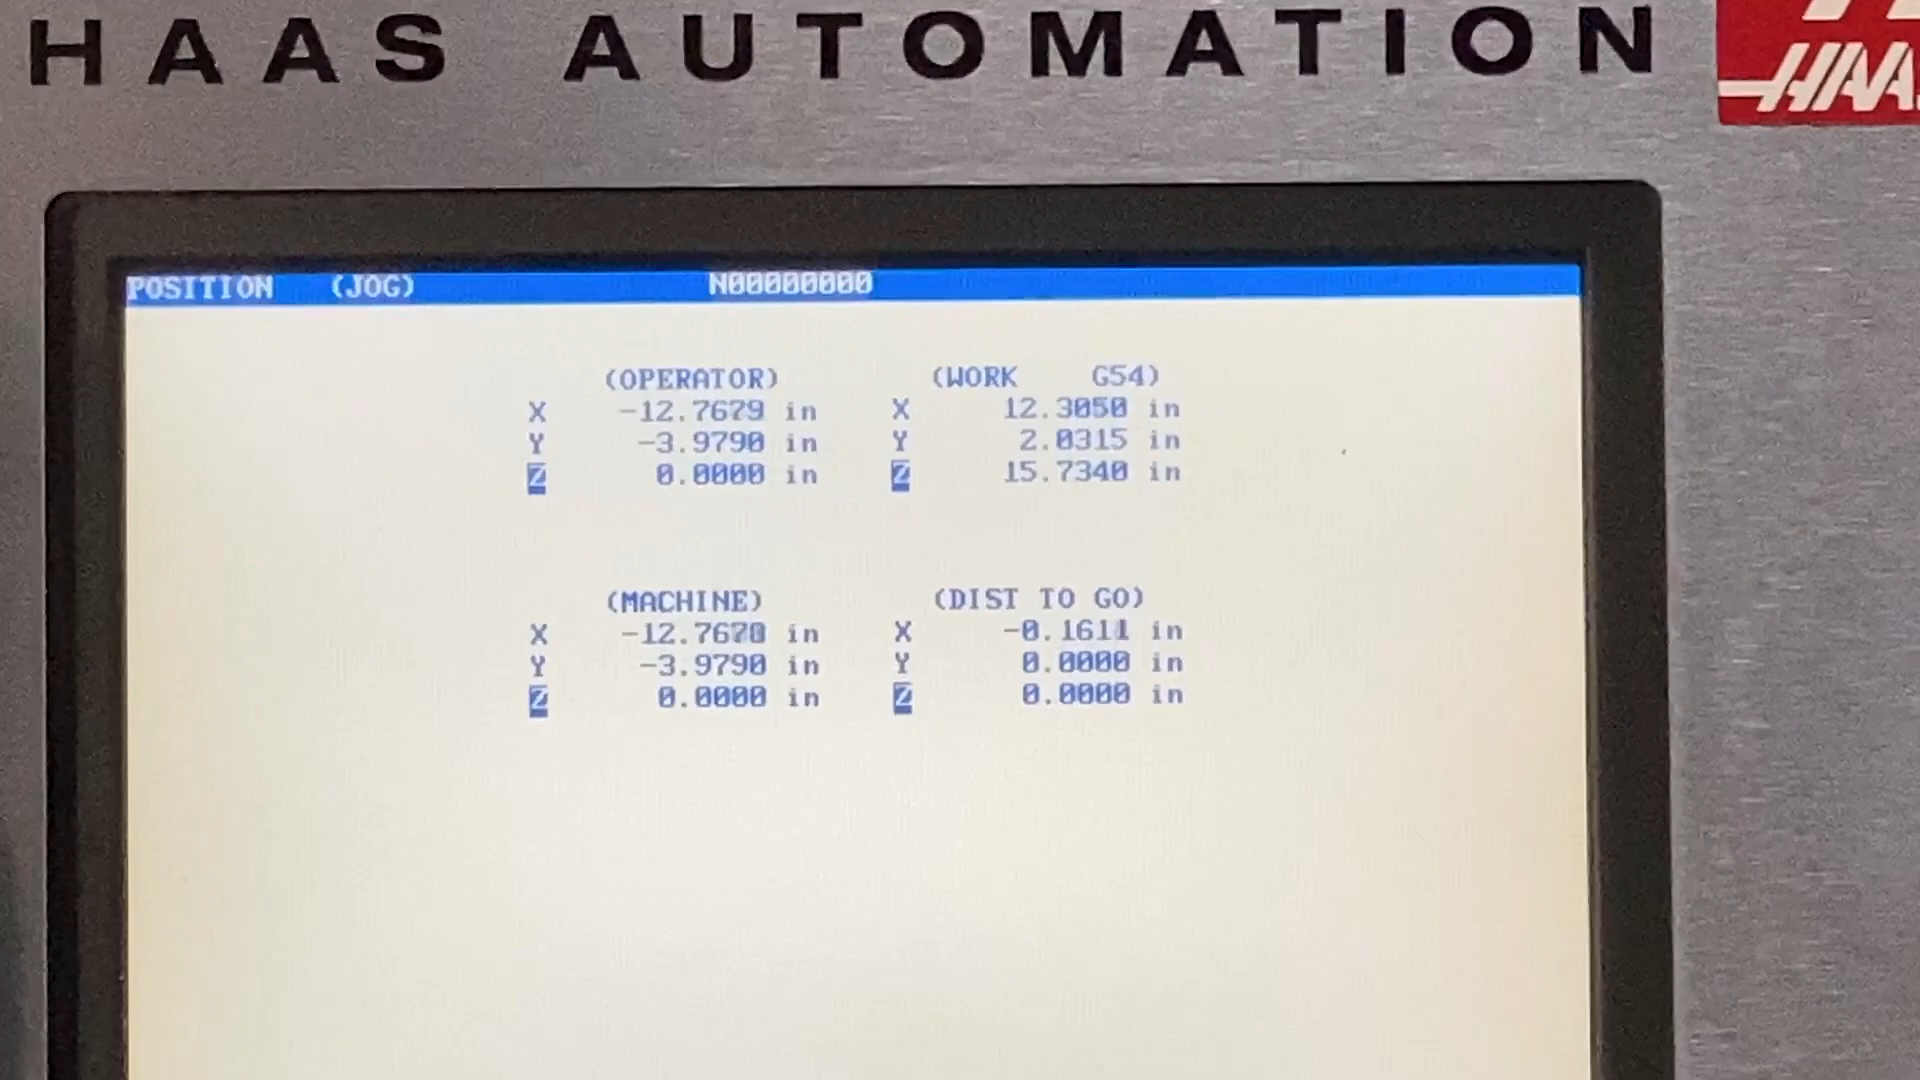 HAAS AUTOMATION
HAA
POSITION (JOG) N00000000
(OPERATOR) (WORK G54)
X -12.7679 in X 12.3050 in
Y -3.9790 in Y 2.0315 in
Z 0.0000 in Z 15.7340 in
(MACHINE) (DIST TO GO)
X -12.7670 in X -0.1611 in
Y -3.9790 in Y 0.0000 in
Z 0.0000 in Z 0.0000 in